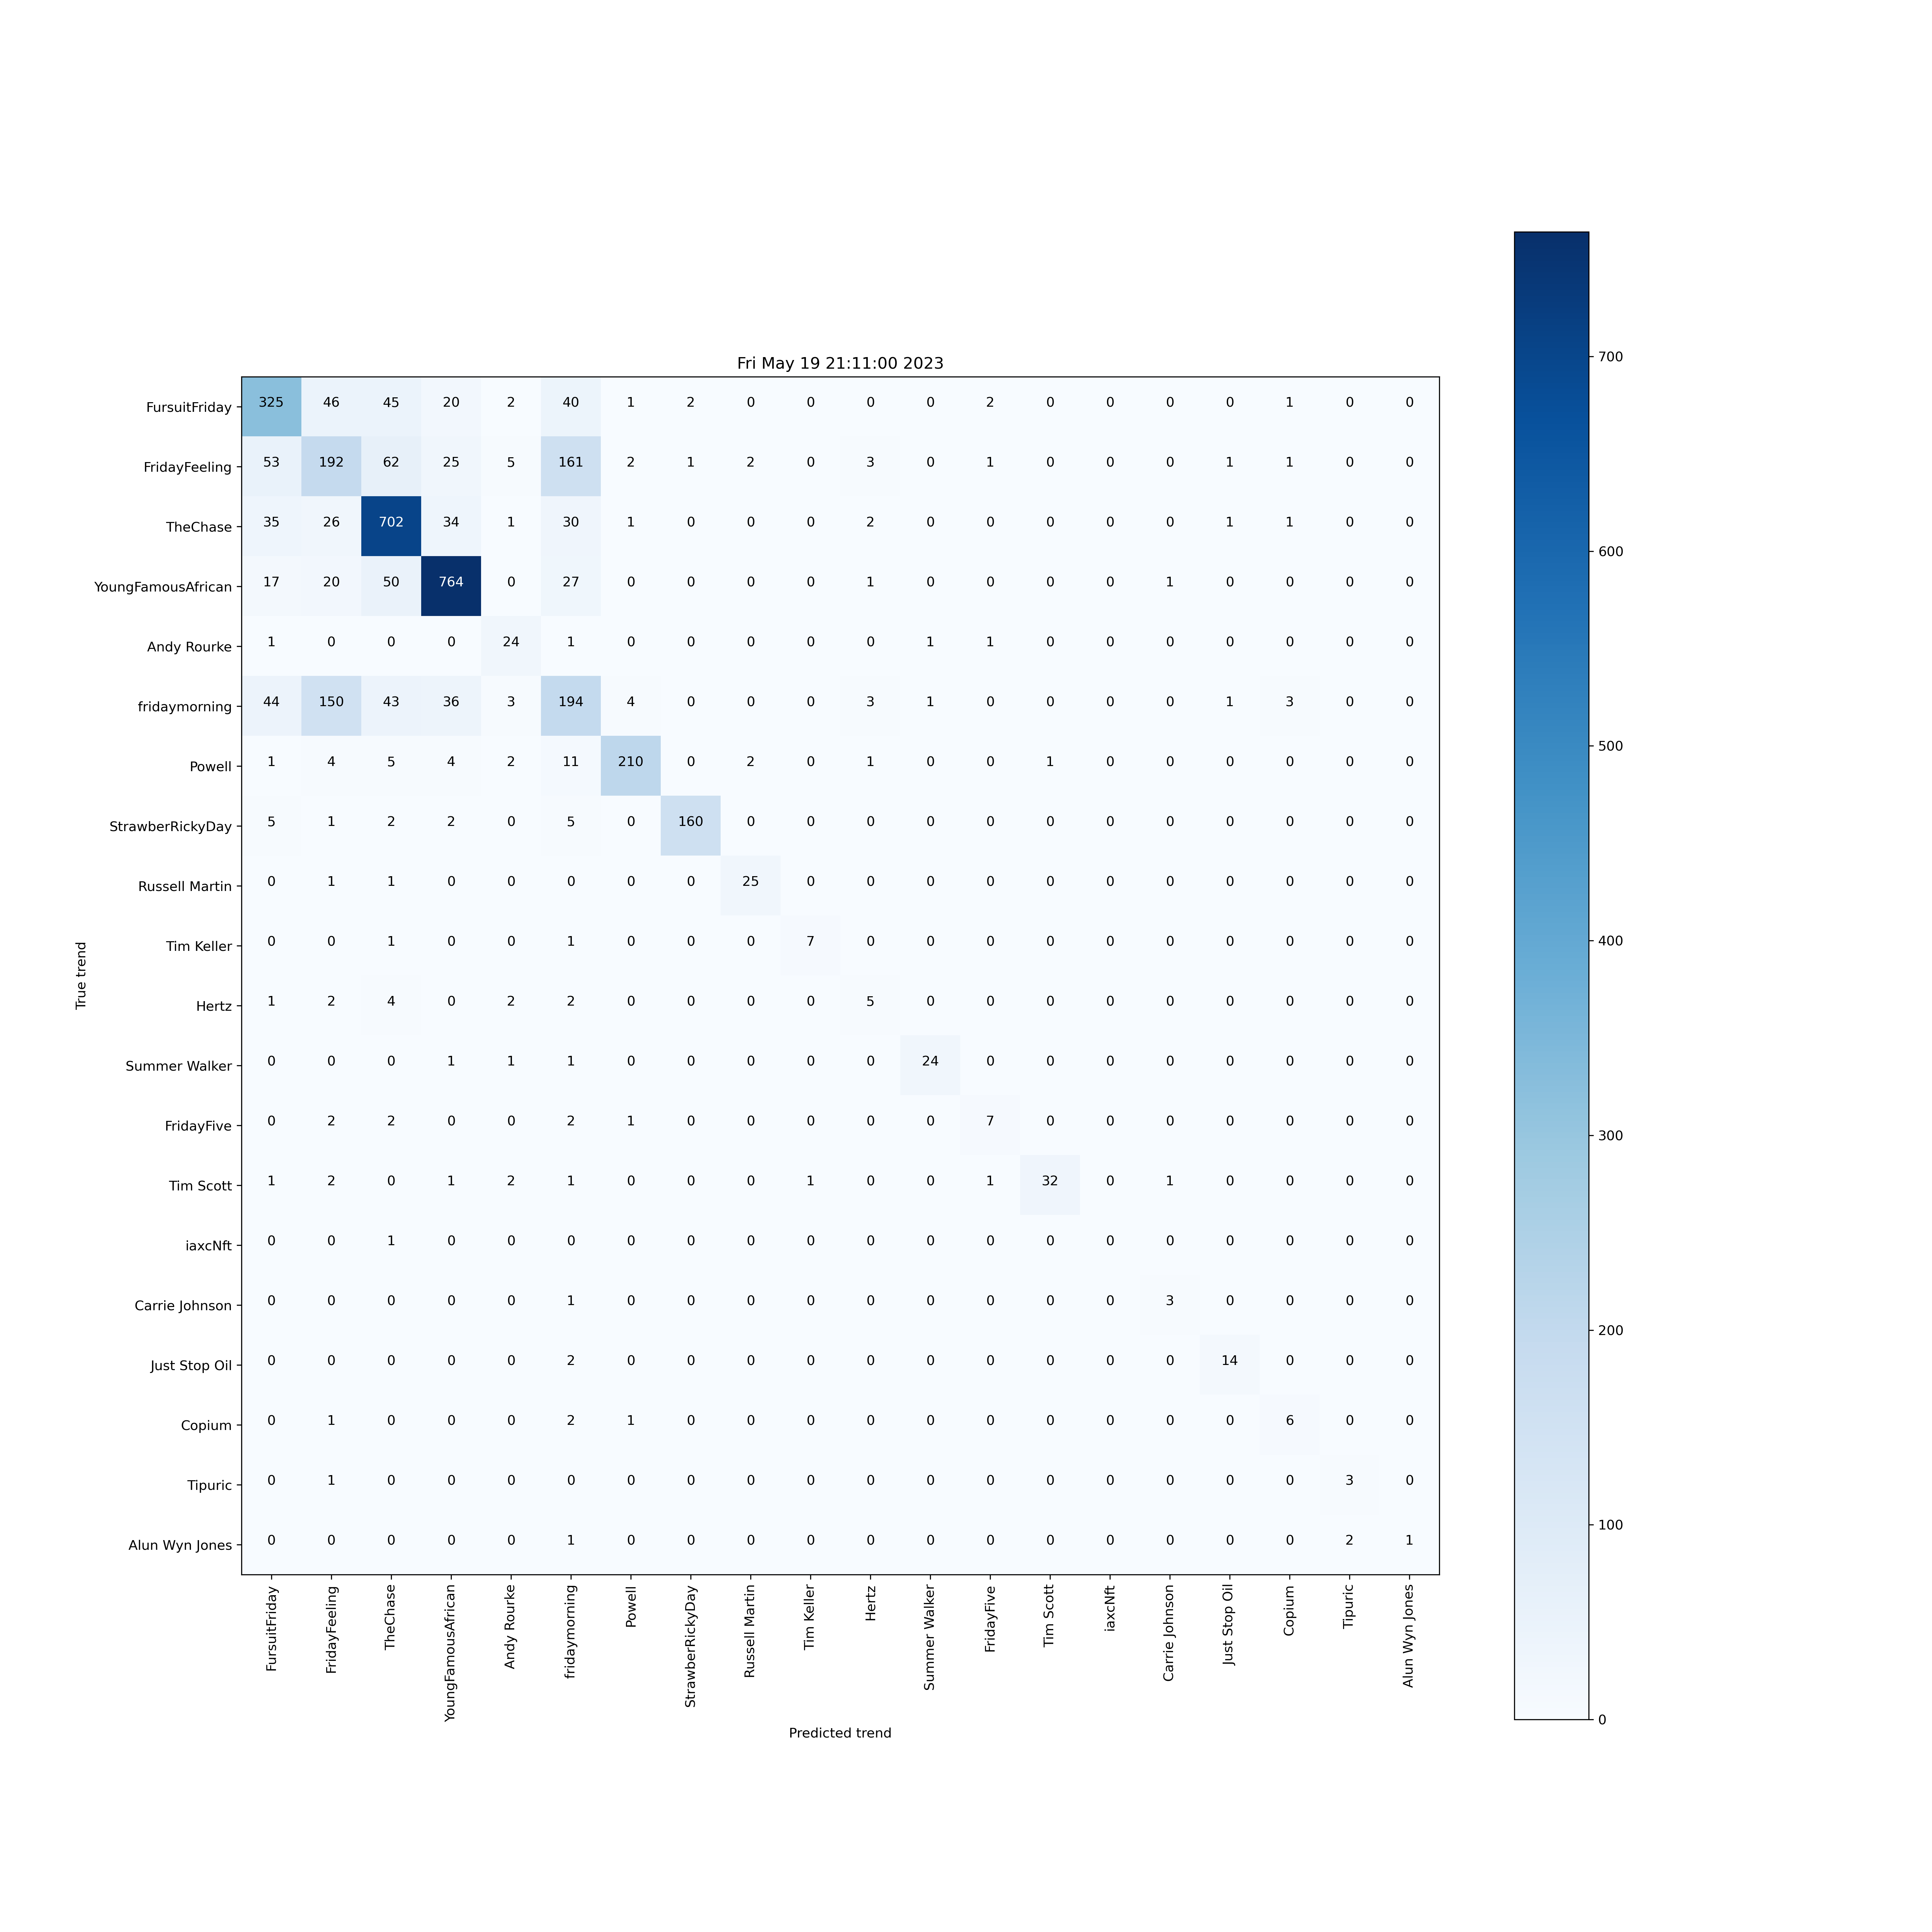 Fri May 19 21:11:00 2023
FursuitFriday 325 46 45 20 2 40 1 2 0 0 0 0 2 0 0 0 0 1 0 0
FridayFeeling 53 192 62 25 5 161 2 1 2 0 3 0 1 0 0 0 1 1 0 0
TheChase 35 26 702 34 1 30 1 0 0 0 2 0 0 0 0 0 1 1 0 0
YoungFamousAfrican 17 20 50 764 0 27 0 0 0 0 1 0 0 0 0 1 0 0 0 0
Andy Rourke 1 0 0 0 24 1 0 0 0 0 0 1 1 0 0 0 0 0 0 0
fridaymorning 44 150 43 36 3 194 4 0 0 0 3 1 0 0 0 0 1 3 0 0
Powell 1 4 5 4 2 11 210 0 2 0 1 0 0 1 0 0 0 0 0 0
StrawberRickyDay 5 1 2 2 0 5 0 160 0 0 0 0 0 0 0 0 0 0 0 0
Russell Martin 0 1 1 0 0 0 0 0 25 0 0 0 0 0 0 0 0 0 0 0
Tim Keller 0 0 1 0 0 1 0 0 0 7 0 0 0 0 0 0 0 0 0 0
Hertz 1 2 4 0 2 2 0 0 0 0 5 0 0 0 0 0 0 0 0 0
Summer Walker 0 0 0 1 1 1 0 0 0 0 0 24 0 0 0 0 0 0 0 0
FridayFive 0 2 2 0 0 2 1 0 0 0 0 0 7 0 0 0 0 0 0 0
Tim Scott 1 2 0 1 2 1 0 0 0 1 0 0 1 32 0 1 0 0 0 0
iaxcNft 0 0 1 0 0 0 0 0 0 0 0 0 0 0 0 0 0 0 0 0
Carrie Johnson 0 0 0 0 0 1 0 0 0 0 0 0 0 0 0 3 0 0 0 0
Just Stop Oil 0 0 0 0 0 2 0 0 0 0 0 0 0 0 0 0 14 0 0 0
Copium 0 1 0 0 0 2 1 0 0 0 0 0 0 0 0 0 0 6 0 0
Tipuric 0 1 0 0 0 0 0 0 0 0 0 0 0 0 0 0 0 0 3 0
Alun Wyn Jones 0 0 0 0 0 1 0 0 0 0 0 0 0 0 0 0 0 0 2 1
True trend
FursuitFriday
FridayFeeling
TheChase
YoungFamousAfrican
Andy Rourke
fridaymorning
Powell
StrawberRickyDay
Russell Martin
Tim Keller
Hertz
Summer Walker
FridayFive
Tim Scott
iaxcNft
Carrie Johnson
Just Stop Oil
Copium
Tipuric
Alun Wyn Jones
Predicted trend
700
600
500
400
300
200
100
0